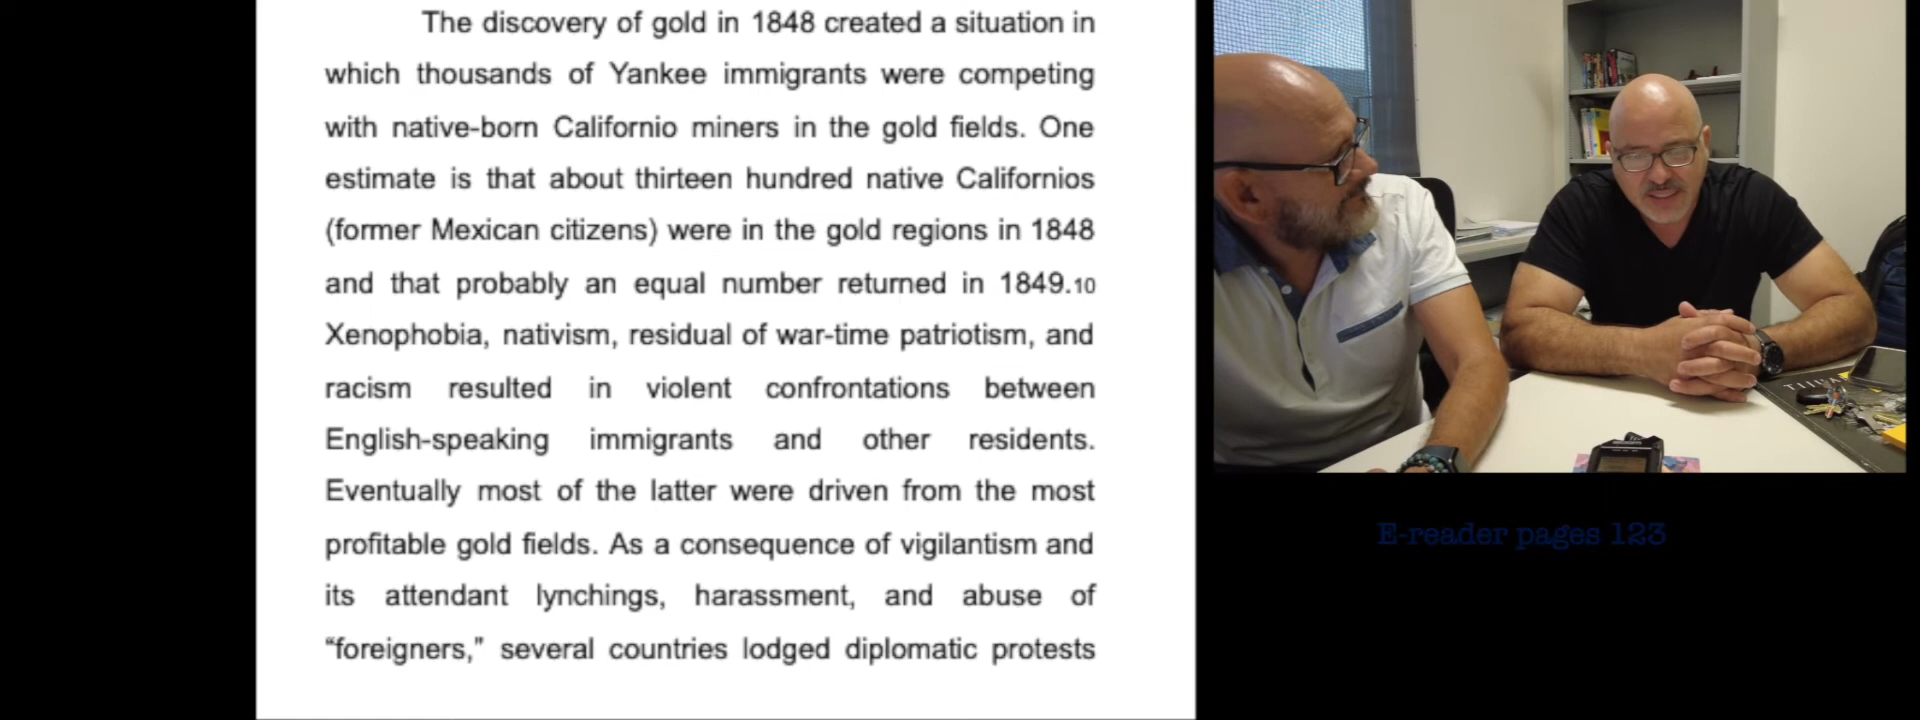 The discovery of gold in 1848 created a situation in
which thousands of Yankee immigrants were competing
with native-born Californio miners in the gold fields. One
estimate is that about thirteen hundred native Californios
(former Mexican citizens) were in the gold regions in 1848
and that probably an equal number returned in 1849.10
Xenophobia, nativism, residual of war-time patriotism, and
racism resulted in violent confrontations between
English-speaking immigrants and other residents.
Eventually most of the latter were driven from the most
profitable gold fields. As a consequence of vigilantism and
its attendant lynchings, harassment, and abuse of
“foreigners,” several countries lodged diplomatic protests
E-reader pages 123